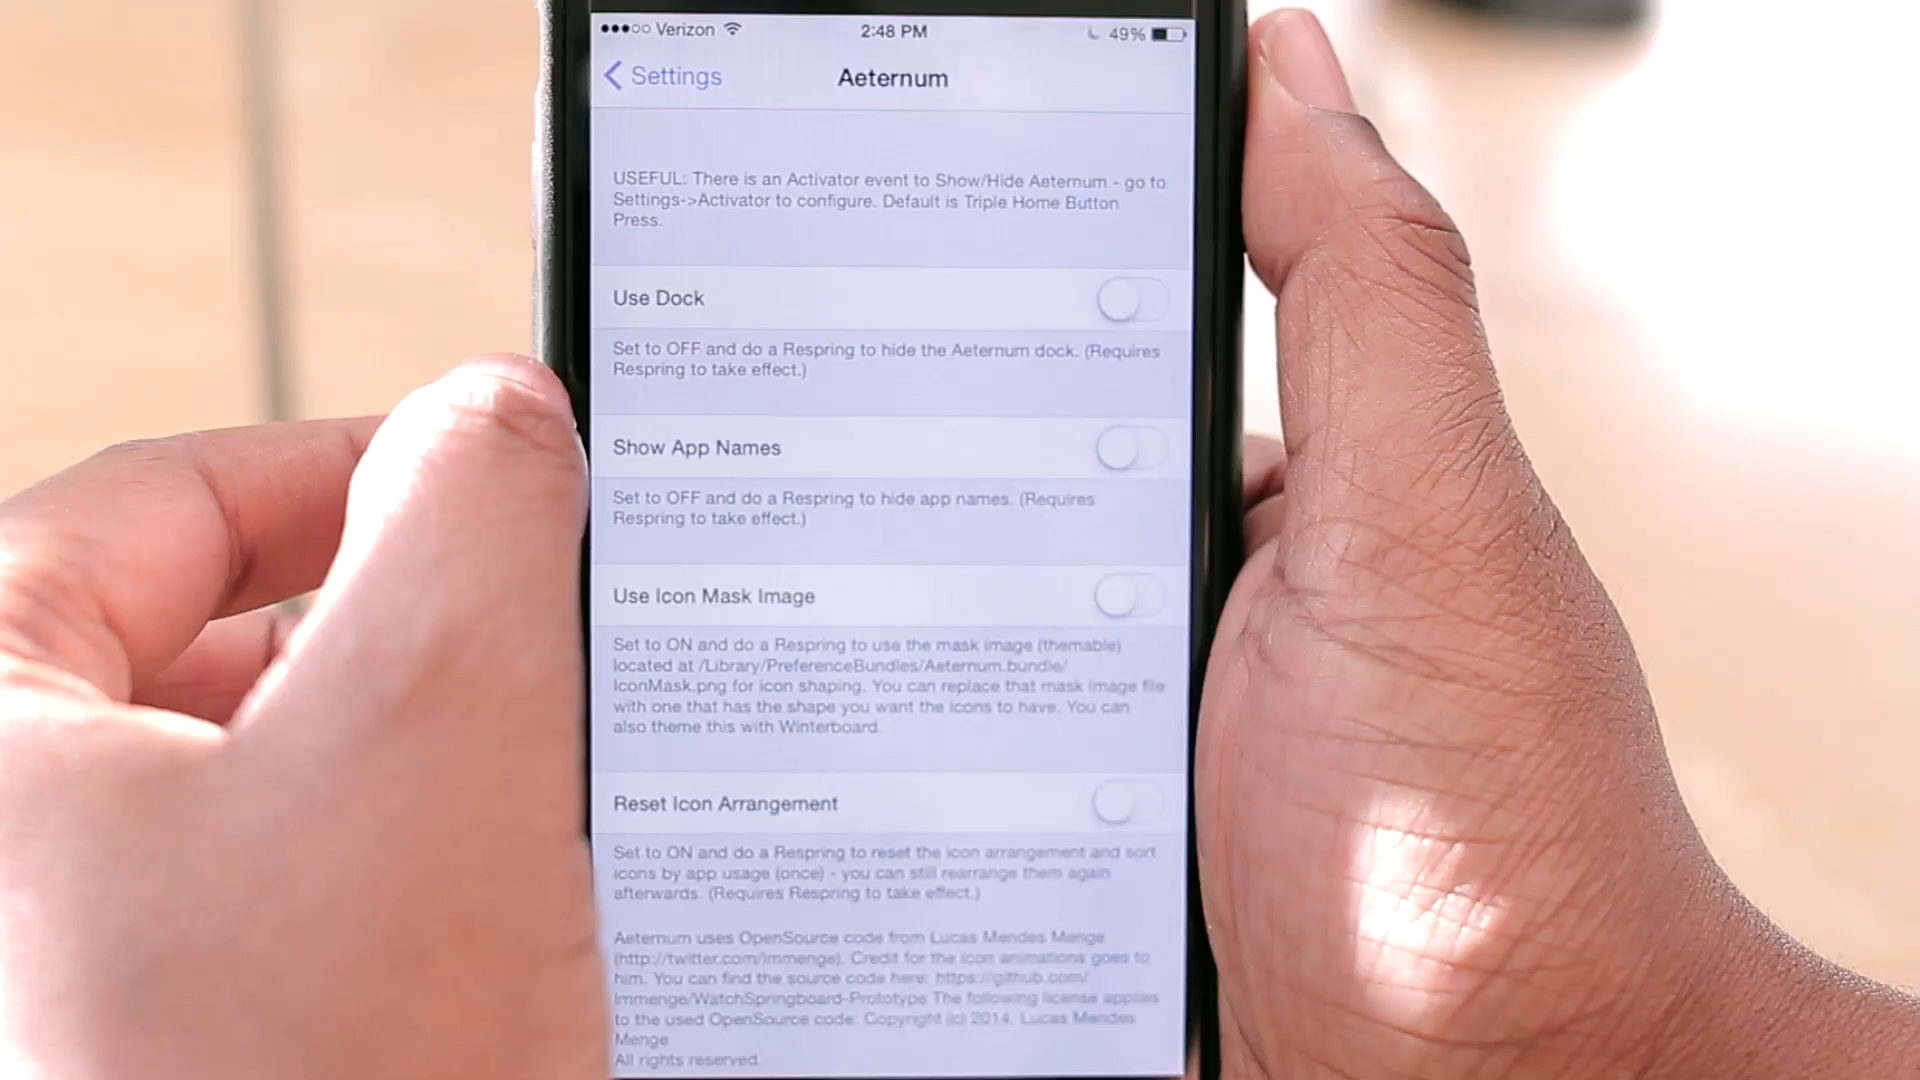 Verizon 2:48 PM 49%
Settings Aeternum
USEFUL: There is an Activator event to Show/Hide Aeternum - go to
Settings->Activator to configure. Default is Triple Home Button
Press.
Use Dock
Set to OFF and do a Respring to hide the Aeternum dock. (Requires
Respring to take effect.)
Show App Names
Set to OFF and do a Respring to hide app names. (Requires
Respring to take effect.)
Use Icon Mask Image
Set to ON and do a Respring to use the mask image (themable)
located at /Library/PreferenceBundles/Aeternum.bundle/
IconMask.png for icon shaping. You can replace that mask image file
with one that has the shape you want the icons to have. You can
also theme this with Winterboard.
Reset Icon Arrangement
Set to ON and do a Respring to reset the icon arrangement and sort
icons by app usage (once) - you can still rearrange them again
afterwards. (Requires Respring to take effect.)
Aeternum uses OpenSource code from Lucas Mendes Menge
(http://twitter.com/lmmenge). Credit for the icon animations goes to
him. You can find the source code here: https://github.com/
lmmenge/WatchSpringboard-Prototype The following license applies
to the used OpenSource code: Copyright (c) 2014, Lucas Mendes
Menge
All rights reserved.